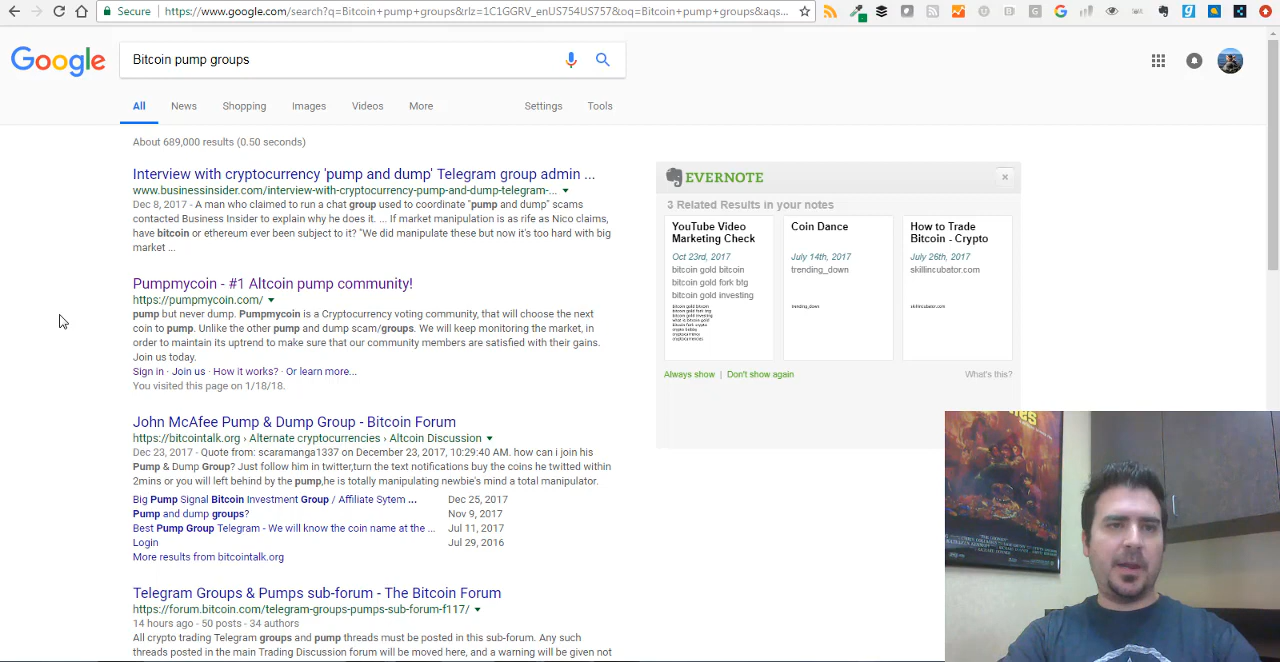 Secure
https://www.google.com/search?q=Bitcoin+pump+groups&rlz=1C1GGRV_enUS754US757&oq=Bitcoin+pump+groups&aqs...
Google
Bitcoin pump groups
All News Shopping Images Videos More Settings Tools
About 689,000 results (0.50 seconds)
Interview with cryptocurrency 'pump and dump' Telegram group admin ...
www.businessinsider.com/interview-with-cryptocurrency-pump-and-dump-telegram-...
Dec 8, 2017 - A man who claimed to run a chat group used to coordinate "pump and dump" scams
contacted Business Insider to explain why he does it. ... If market manipulation is as rife as Nico claims,
have bitcoin or ethereum ever been subject to it? "We did manipulate these but now it's too hard with big
market ...
Pumpmycoin - #1 Altcoin pump community!
https://pumpmycoin.com/
pump but never dump. Pumpmycoin is a Cryptocurrency voting community, that will choose the next
coin to pump. Unlike the other pump and dump scam/groups. We will keep monitoring the market, in
order to maintain its uptrend to make sure that our community members are satisfied with their gains.
Join us today.
Sign in · Join us · How it works? · Or learn more...
You visited this page on 1/18/18.
John McAfee Pump & Dump Group - Bitcoin Forum
https://bitcointalk.org › Alternate cryptocurrencies › Altcoin Discussion
Dec 23, 2017 - Quote from: scaramanga1337 on December 23, 2017, 10:29:40 AM. how can i join his
Pump & Dump Group? Just follow him in twitter,turn the text notifications buy the coins he twitted within
2mins or you will left behind by the pump,he is totally manipulating newbie's mind a total manipulator.
Big Pump Signal Bitcoin Investment Group / Affiliate Sytem ... Dec 25, 2017
Pump and dump groups? Nov 9, 2017
Best Pump Group Telegram - We will know the coin name at the ... Jul 11, 2017
Login Jul 29, 2016
More results from bitcointalk.org
Telegram Groups & Pumps sub-forum - The Bitcoin Forum
https://forum.bitcoin.com/telegram-groups-pumps-sub-forum-f117/
14 hours ago - 50 posts - 34 authors
All crypto trading Telegram groups and pump threads must be posted in this sub-forum. Any such
threads posted in the main Trading Discussion forum will be moved here, and a warning will be given not
EVERNOTE
3 Related Results in your notes
YouTube Video
Marketing Check
Oct 23rd, 2017
bitcoin gold bitcoin
bitcoin gold fork btg
bitcoin gold investing
Coin Dance
July 14th, 2017
trending_down
trending_down
How to Trade
Bitcoin - Crypto
July 26th, 2017
skillincubator.com
skillincubator.com
Always show | Don't show again
What's this?